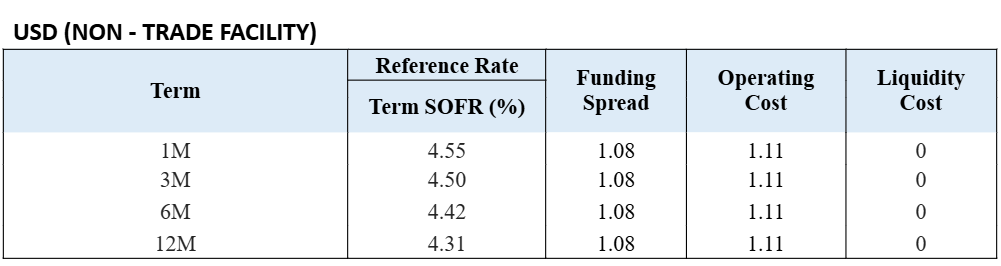 USD (NON - TRADE FACILITY)
Term Reference Rate Funding Spread Operating Cost Liquidity Cost
Term SOFR (%)
1M 4.55 1.08 1.11 0
3M 4.50 1.08 1.11 0
6M 4.42 1.08 1.11 0
12M 4.31 1.08 1.11 0